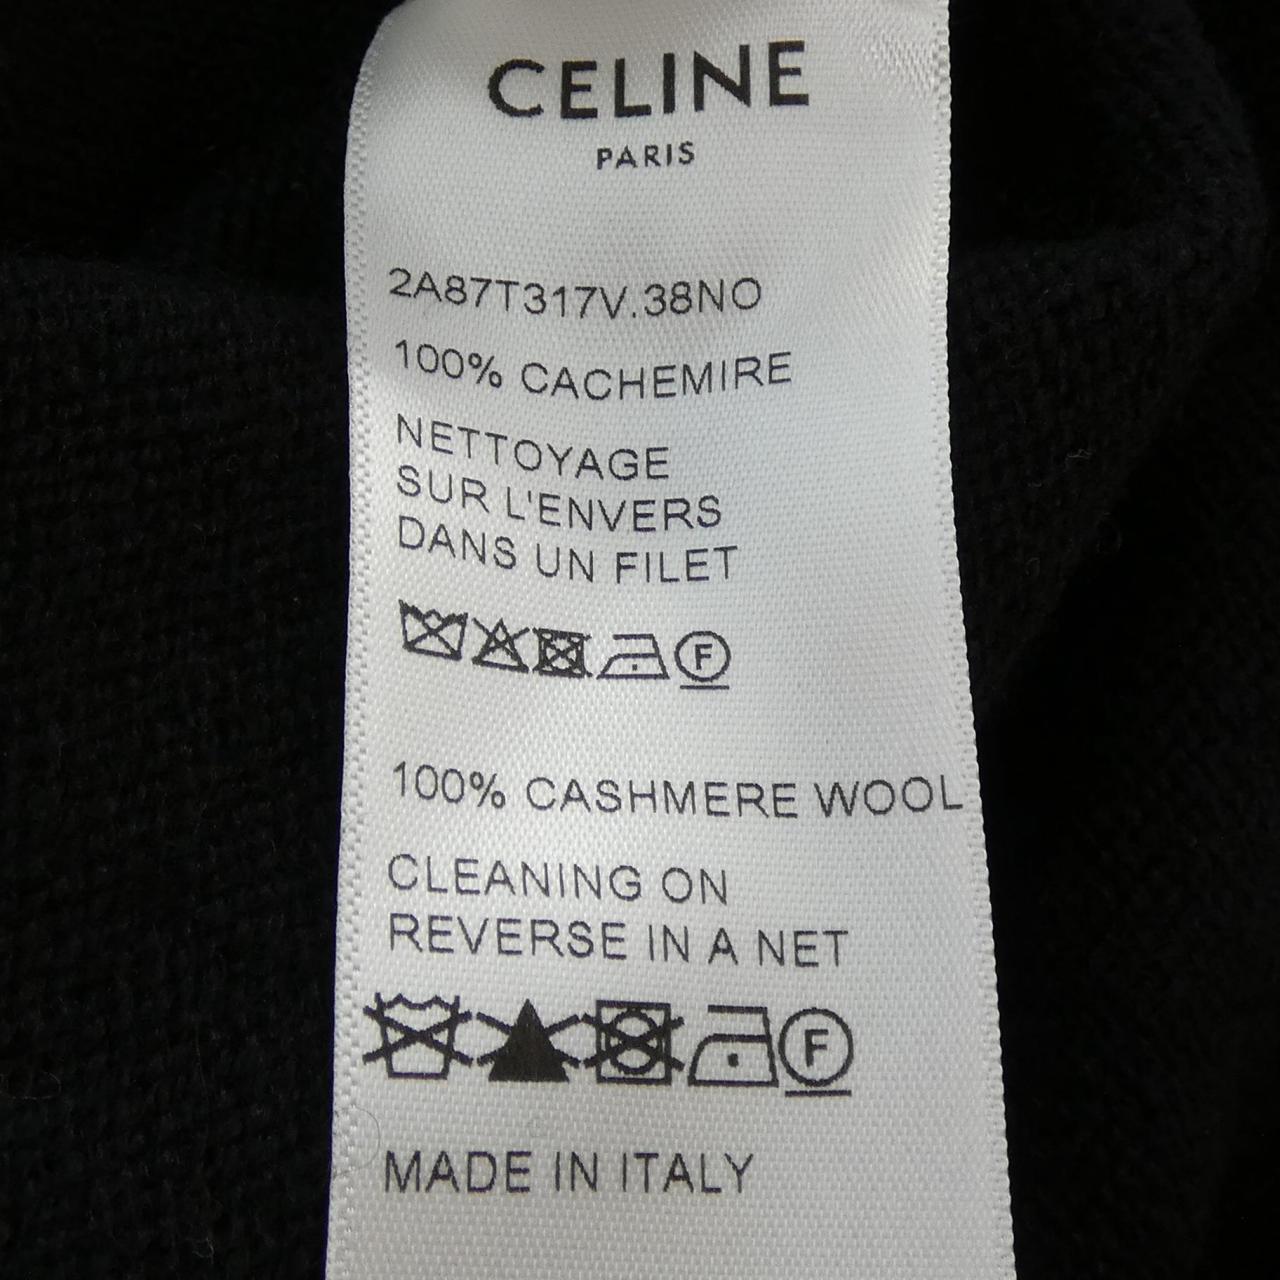 CELINE
PARIS
2A87T317V.38NO
100% CACHEMIRE
NETTOYAGE
SUR L'ENVERS
DANS UN FILET
F
100% CASHMERE WOOL
CLEANING ON
REVERSE IN A NET
F
MADE IN ITALY